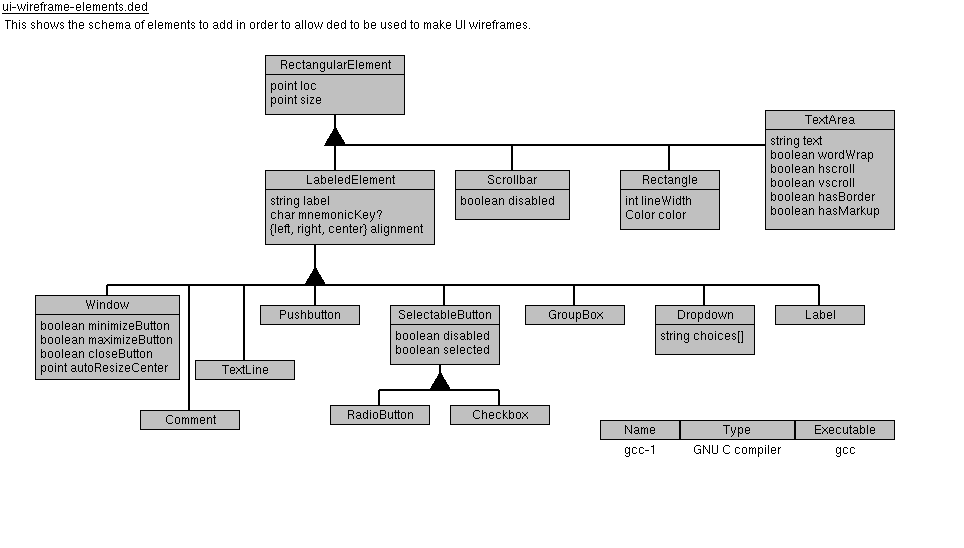 ui-wireframe-elements.ded
This shows the schema of elements to add in order to allow ded to be used to make UI wireframes.
RectangularElement
point loc
point size
TextArea
string text
boolean wordWrap
boolean hscroll
boolean vscroll
boolean hasBorder
boolean hasMarkup
LabeledElement
string label
char mnemonicKey?
{left, right, center} alignment
Scrollbar
boolean disabled
Rectangle
int lineWidth
Color color
Window
boolean minimizeButton
boolean maximizeButton
boolean closeButton
point autoResizeCenter
Comment
TextLine
Pushbutton
SelectableButton
boolean disabled
boolean selected
GroupBox
Dropdown
string choices[]
Label
RadioButton
Checkbox
Name Type Executable
gcc-1 GNU C compiler gcc